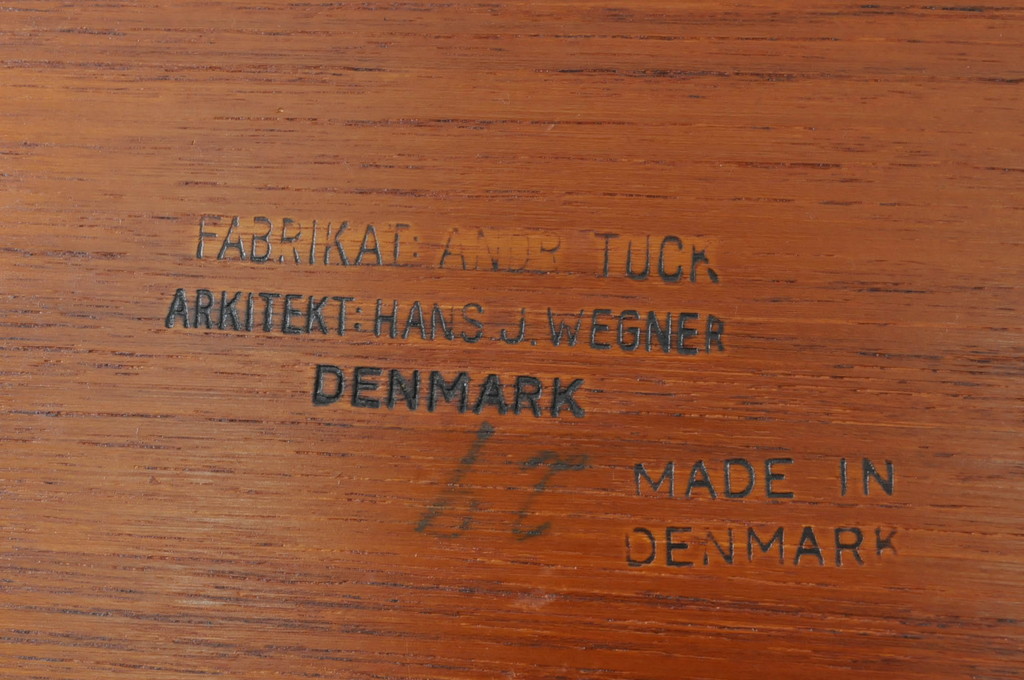 FABRIKAT: ANDR TUCK
ARKITEKT: HANS J. WEGNER
DENMARK
MADE IN
DENMARK